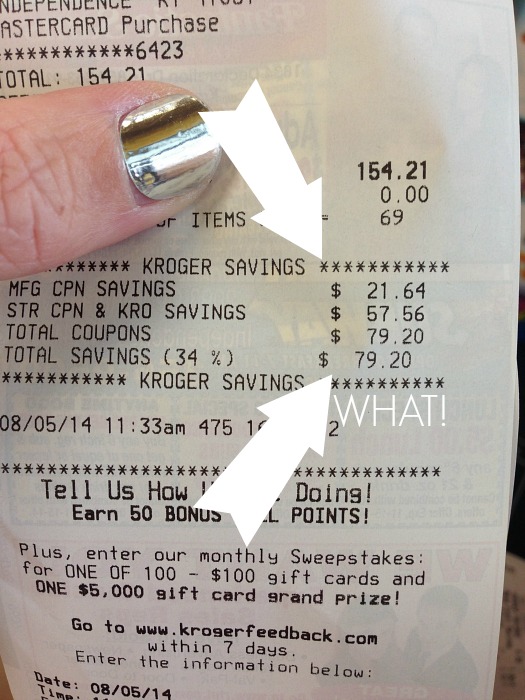 INDEPENDENCE KY
MASTERCARD Purchase
************6423
TOTAL: 154.21
154.21
0.00
OF ITEMS = 69
********* KROGER SAVINGS ***********
MFG CPN SAVINGS $ 21.64
STR CPN & KRO SAVINGS $ 57.56
TOTAL COUPONS $ 79.20
TOTAL SAVINGS (34 %) $ 79.20
*********** KROGER SAVINGS **********
WHAT!
08/05/14 11:33am 475
************************************
Tell Us How Doing!
Earn 50 BONUS POINTS!
Plus, enter our monthly Sweepstakes:
for ONE OF 100 - $100 gift cards and
ONE $5,000 gift card grand prize!
Go to www.krogerfeedback.com
within 7 days.
Enter the information below:
Date: 08/05/14